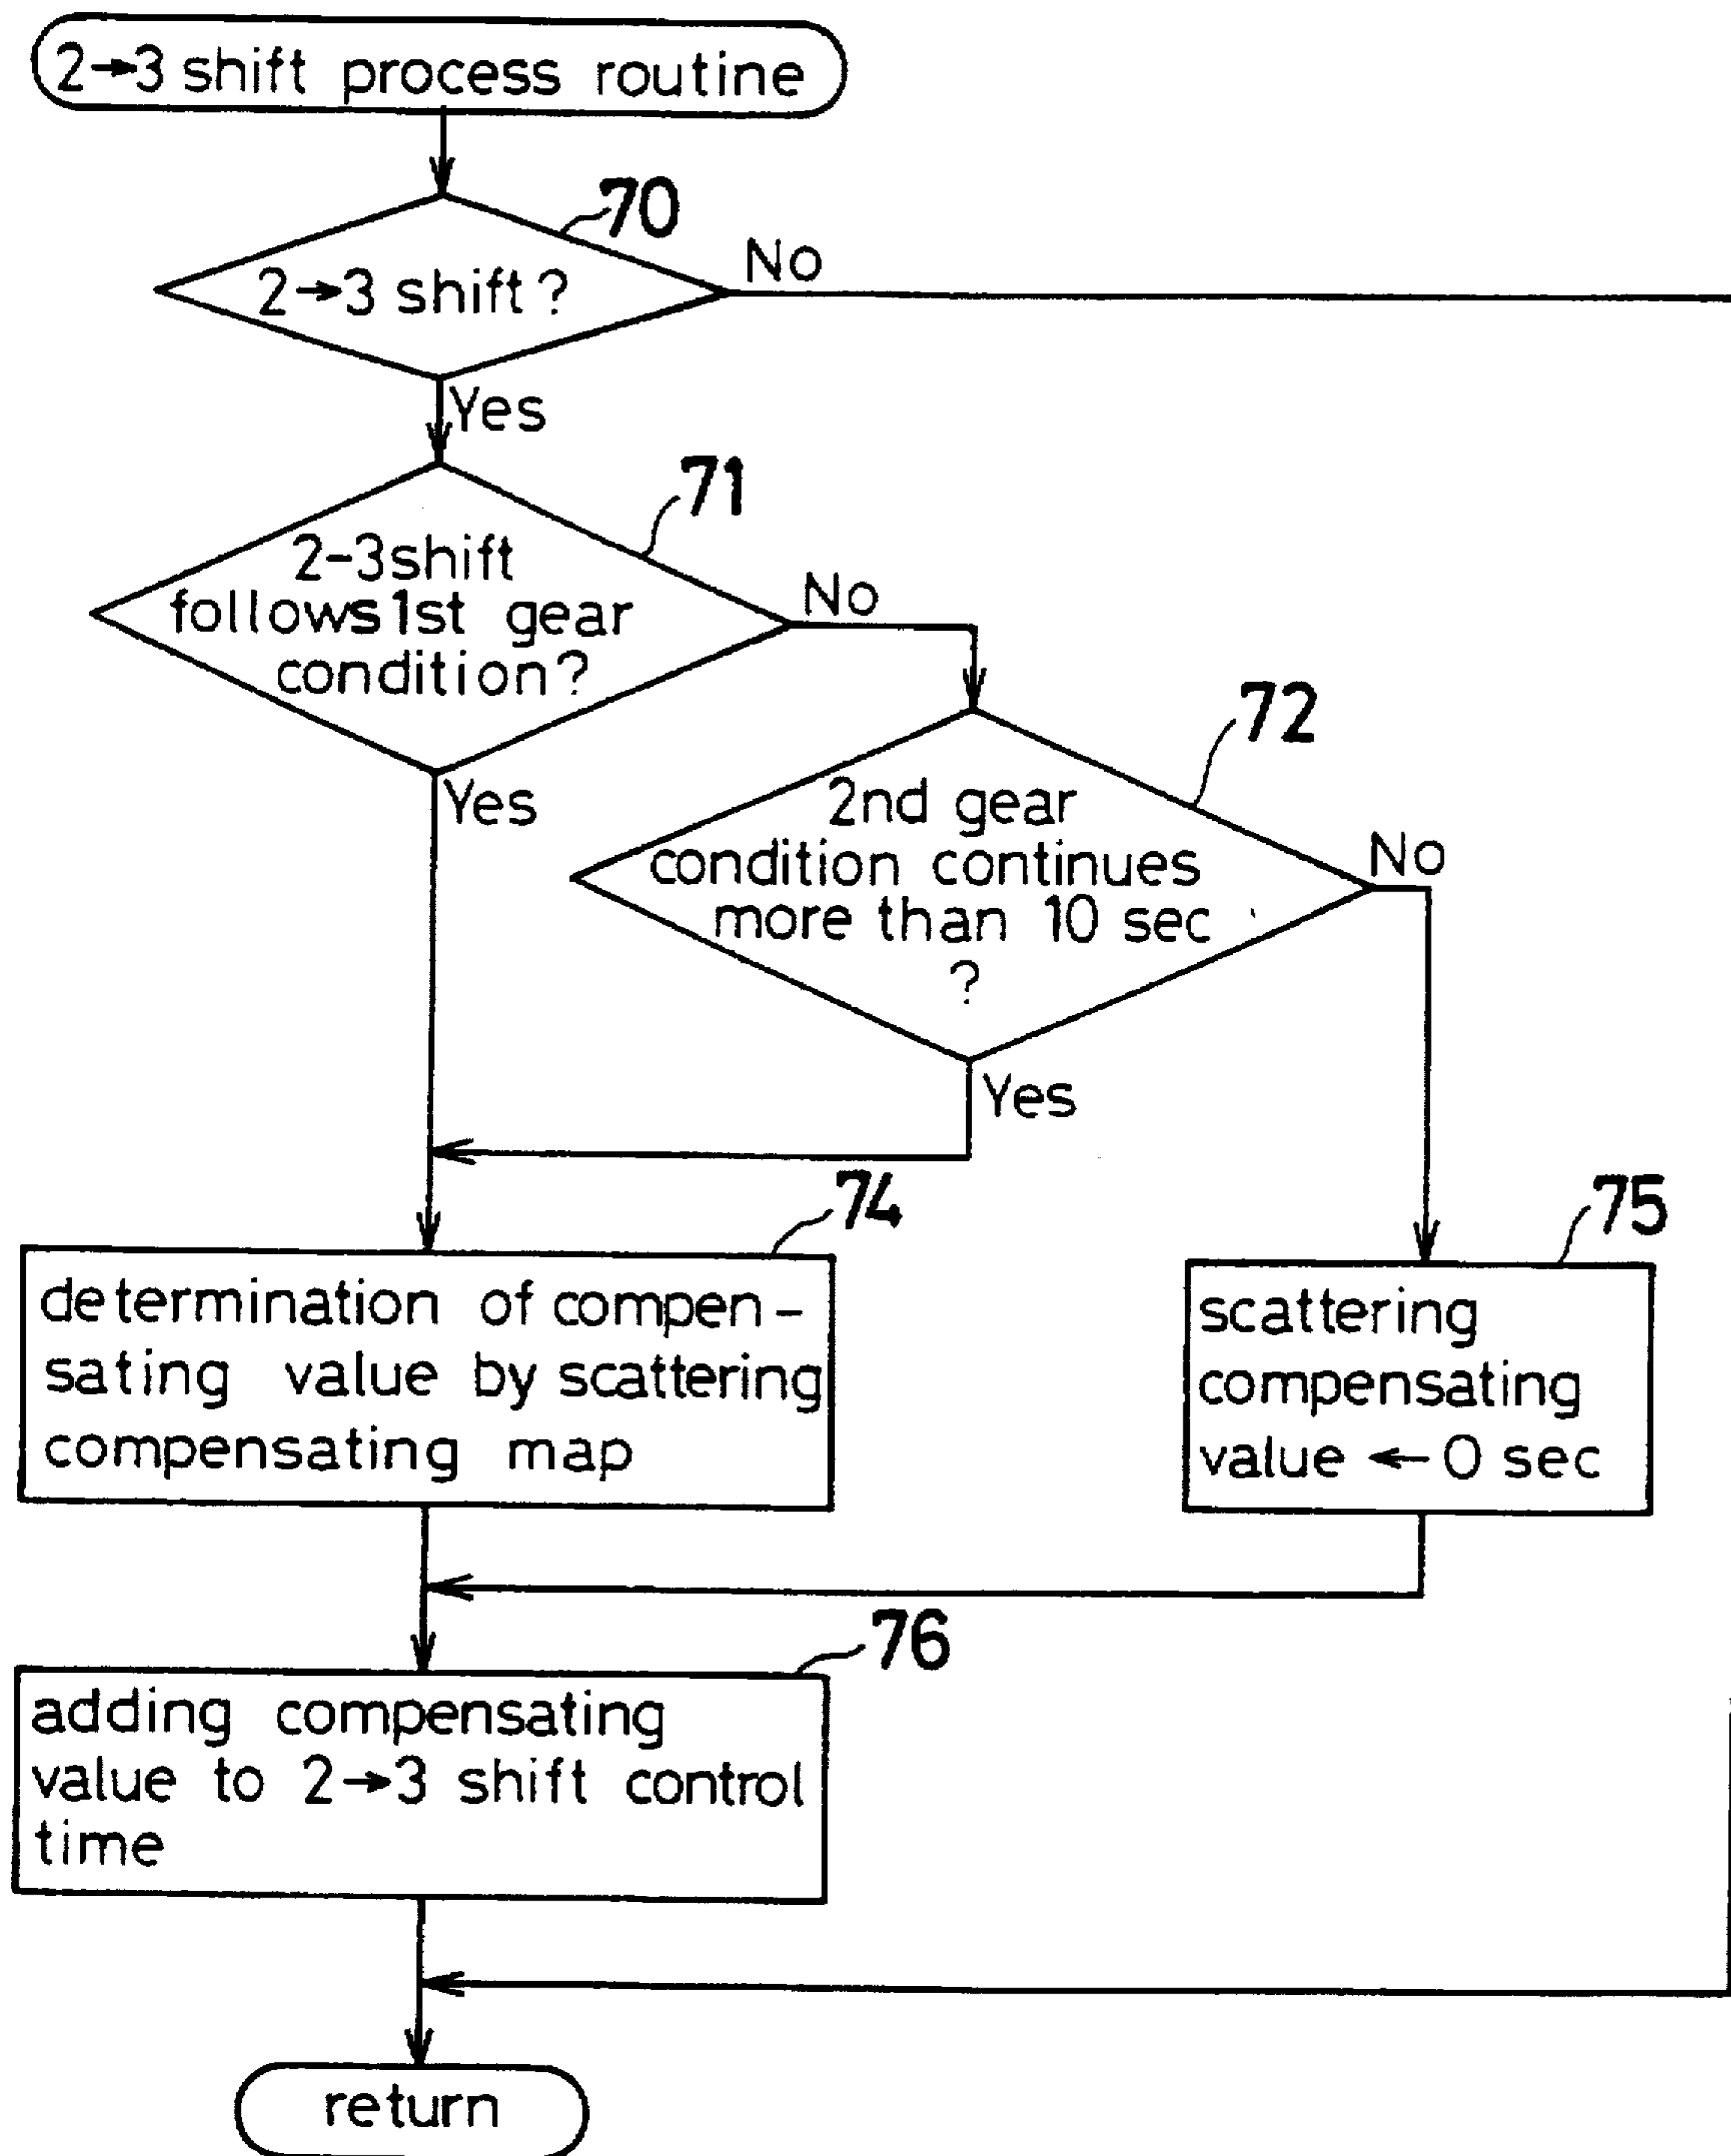 2→3 shift process routine
70
2→3 shift?
No
Yes
71
2-3shift
follows1st gear
condition?
No
Yes
72
2nd gear
condition continues
more than 10 sec
?
No
Yes
74
determination of compen-
sating value by scattering
compensating map
75
scattering
compensating
value ← 0 sec
76
adding compensating
value to 2→3 shift control
time
return